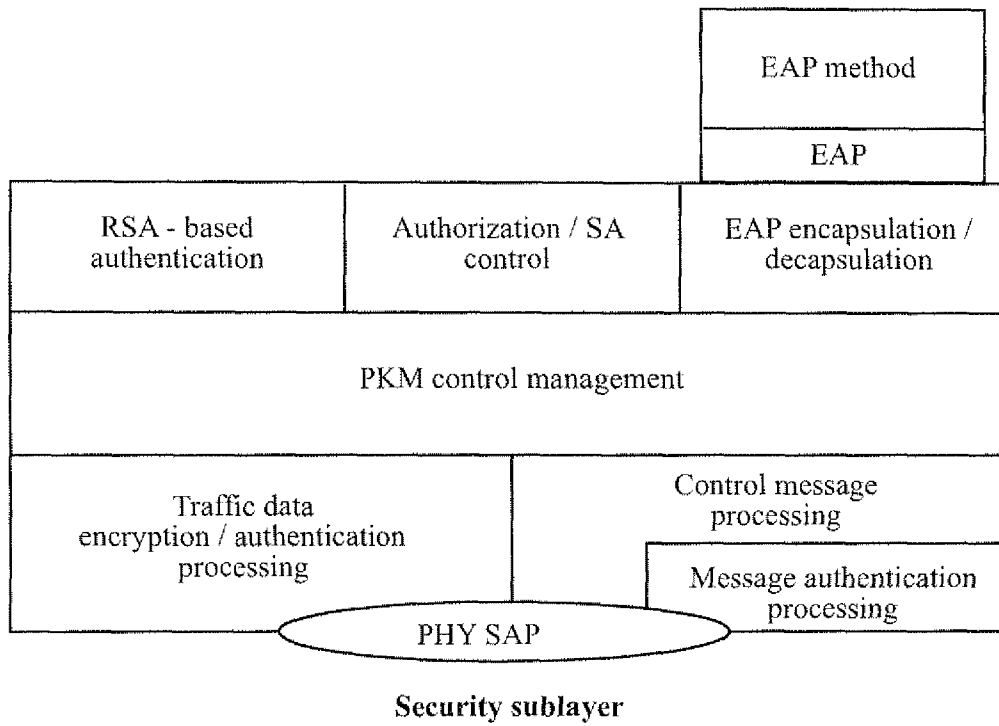 EAP method
EAP
RSA - based
authentication
Authorization / SA
control
EAP encapsulation /
decapsulation
PKM control management
Traffic data
encryption / authentication
processing
Control message
processing
Message authentication
processing
PHY SAP
Security sublayer